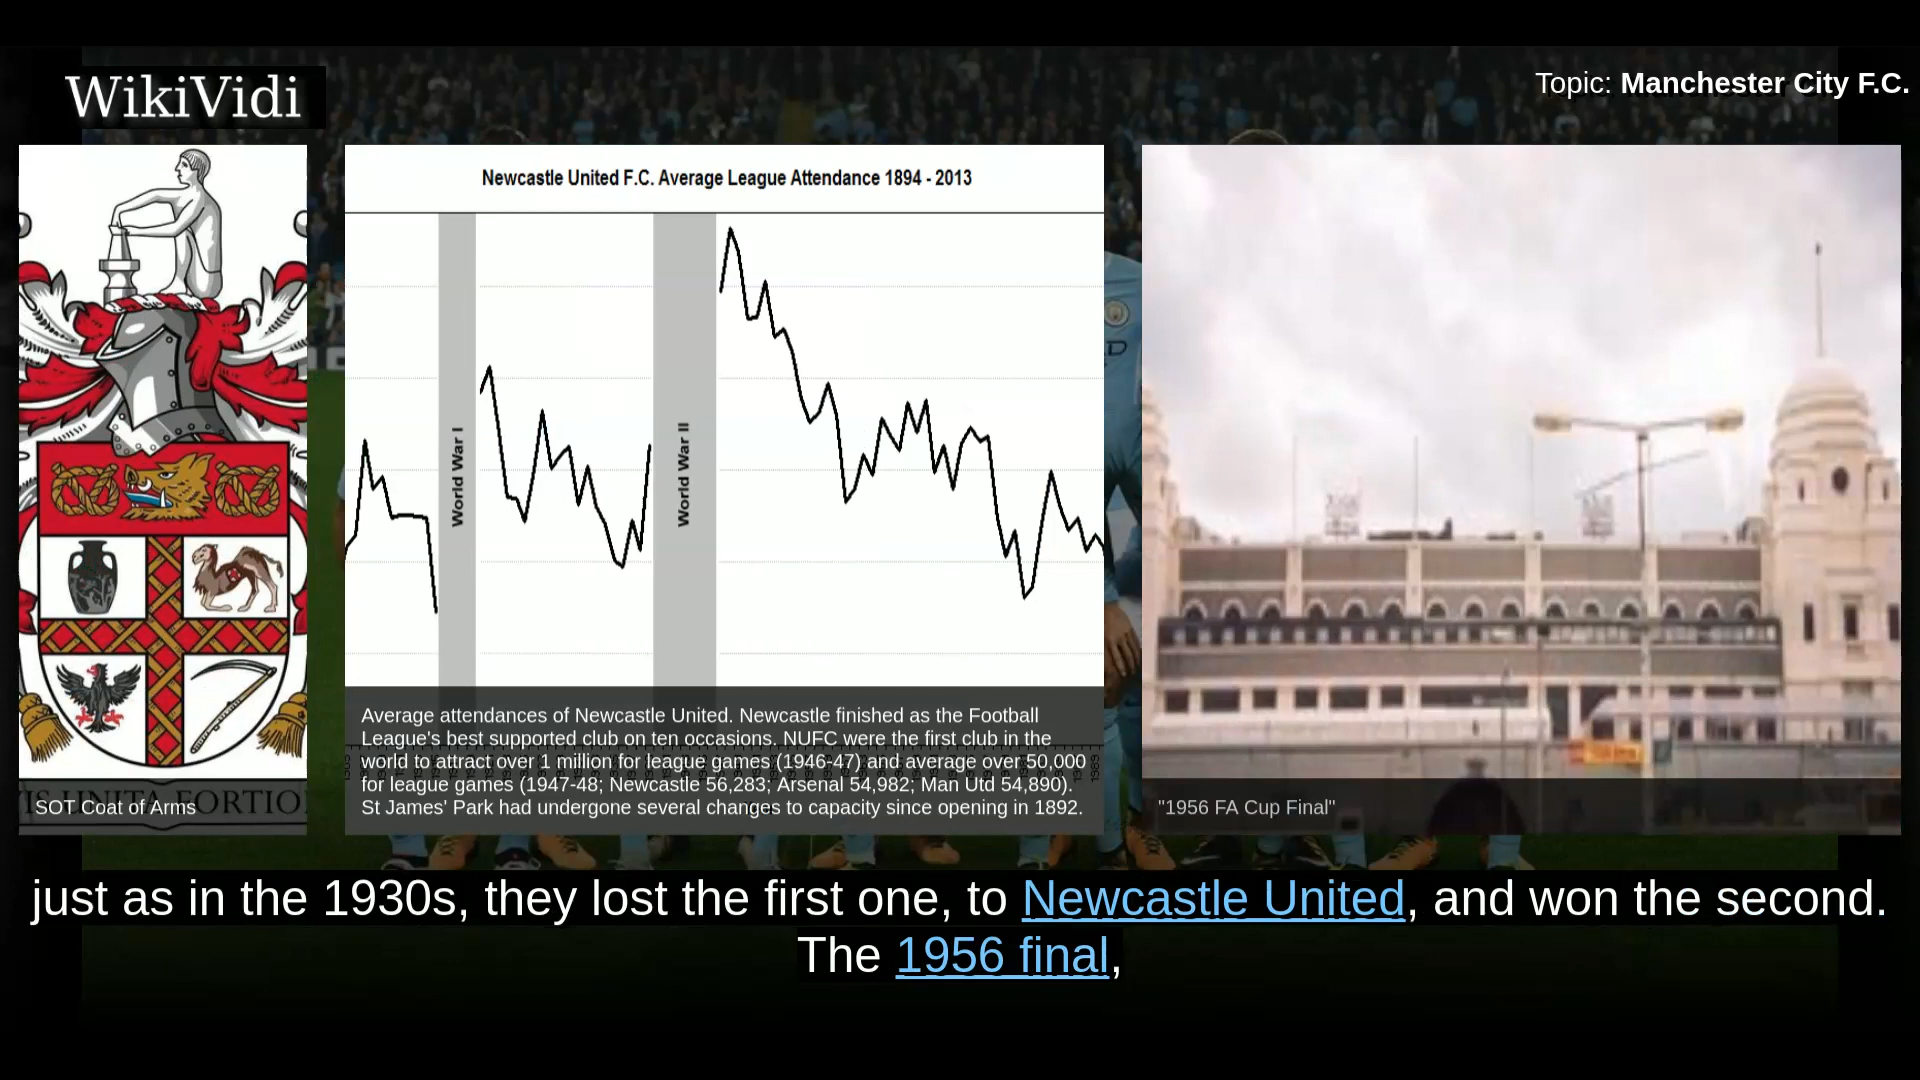 WikiVidi
Topic: Manchester City F.C.
Newcastle United F.C. Average League Attendance 1894 - 2013
World War I
World War II
SOT Coat of Arms
Average attendances of Newcastle United. Newcastle finished as the Football
League's best supported club on ten occasions. NUFC were the first club in the
world to attract over 1 million for league games (1946-47) and average over 50,000
for league games (1947-48; Newcastle 56,283; Arsenal 54,982; Man Utd 54,890).
St James' Park had undergone several changes to capacity since opening in 1892.
"1956 FA Cup Final"
just as in the 1930s, they lost the first one, to Newcastle United, and won the second.
The 1956 final,